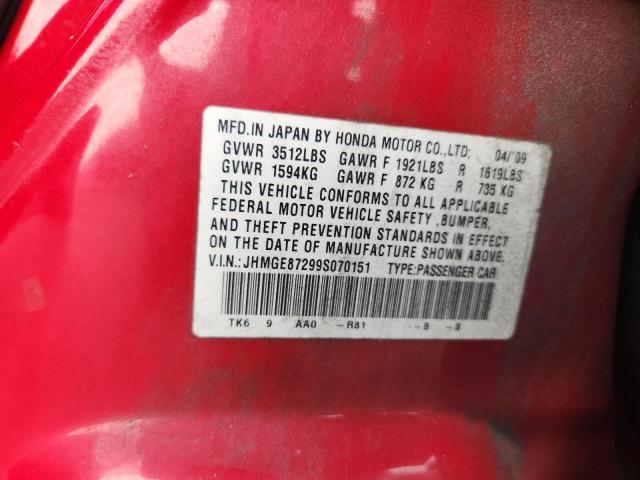 MFD.IN JAPAN BY HONDA MOTOR CO.,LTD; 04/'09
GVWR 3512LBS GAWR F 1921LBS R 1619LBS
GVWR 1594KG GAWR F 872 KG R 735 KG
THIS VEHICLE CONFORMS TO ALL APPLICABLE
FEDERAL MOTOR VEHICLE SAFETY ,BUMPER,
AND THEFT PREVENTION STANDARDS IN EFFECT
ON THE DATE OF MANUFACTURE SHOWN ABOVE.
V.I.N.: JHMGE87299S070151 TYPE:PASSENGER CAR
TK6 9 AA0 -R81 -B -8